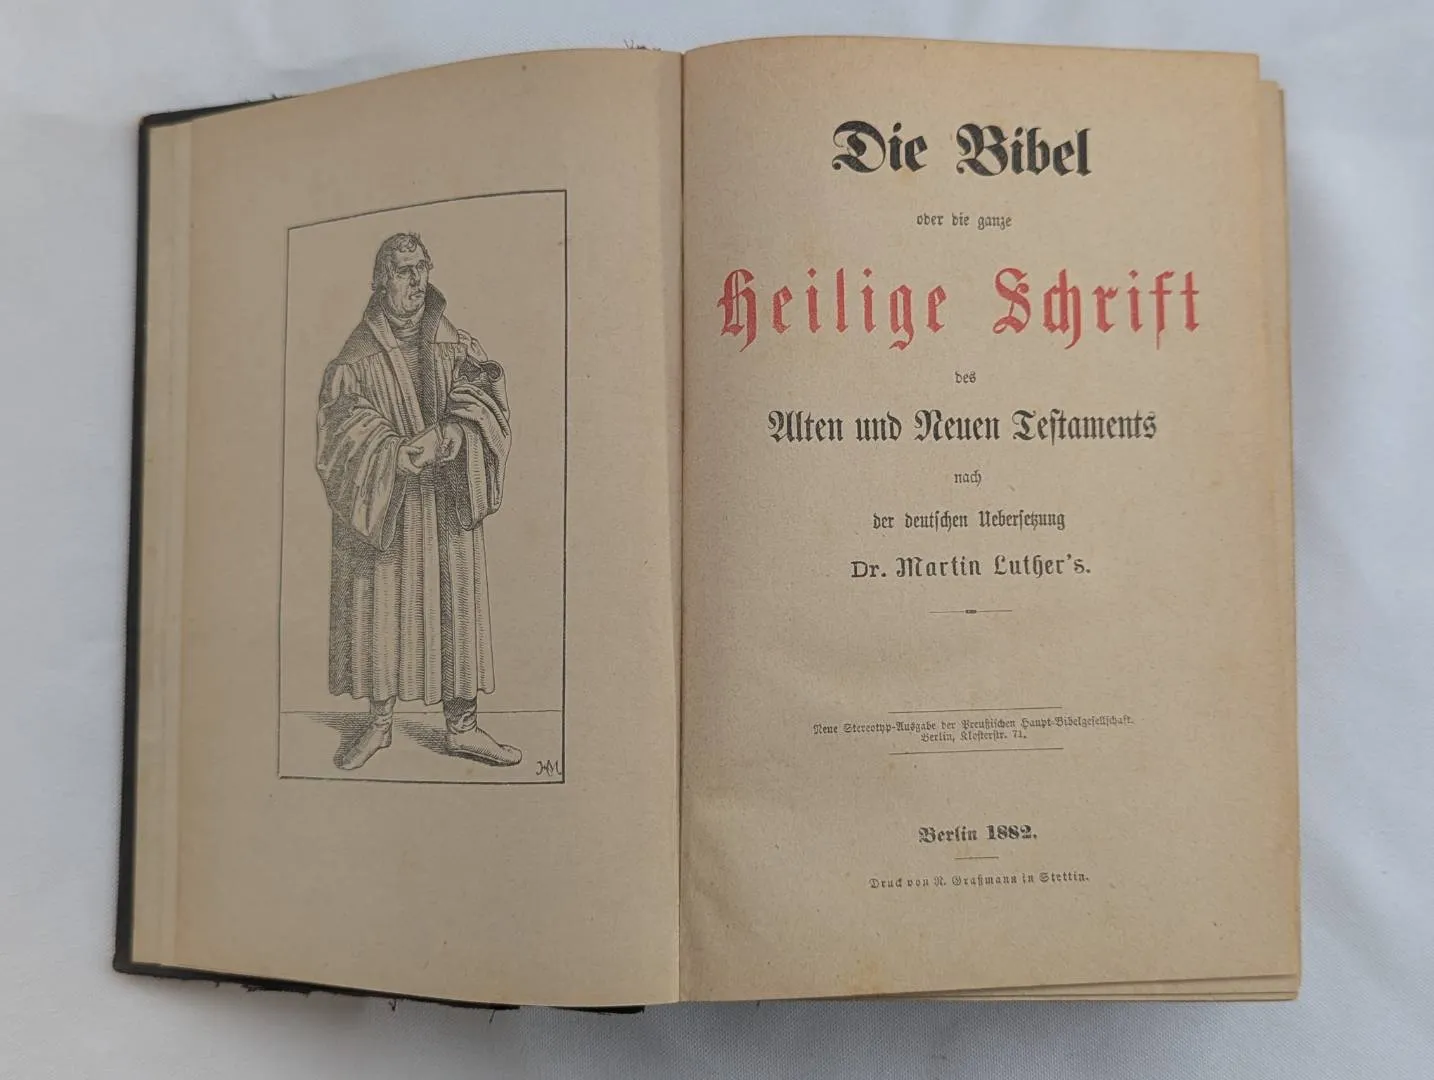 Die Bibel
oder die ganze
Heilige Schrift
des
Alten und Neuen Testaments
nach
der deutschen Uebersetzung
Dr. Martin Luther's.
Neue Stereotyp-Ausgabe der Preußischen Haupt-Bibelgesellschaft.
Berlin, Klosterstr. 71.
Berlin 1882.
Druck von R. Graßmann in Stettin.